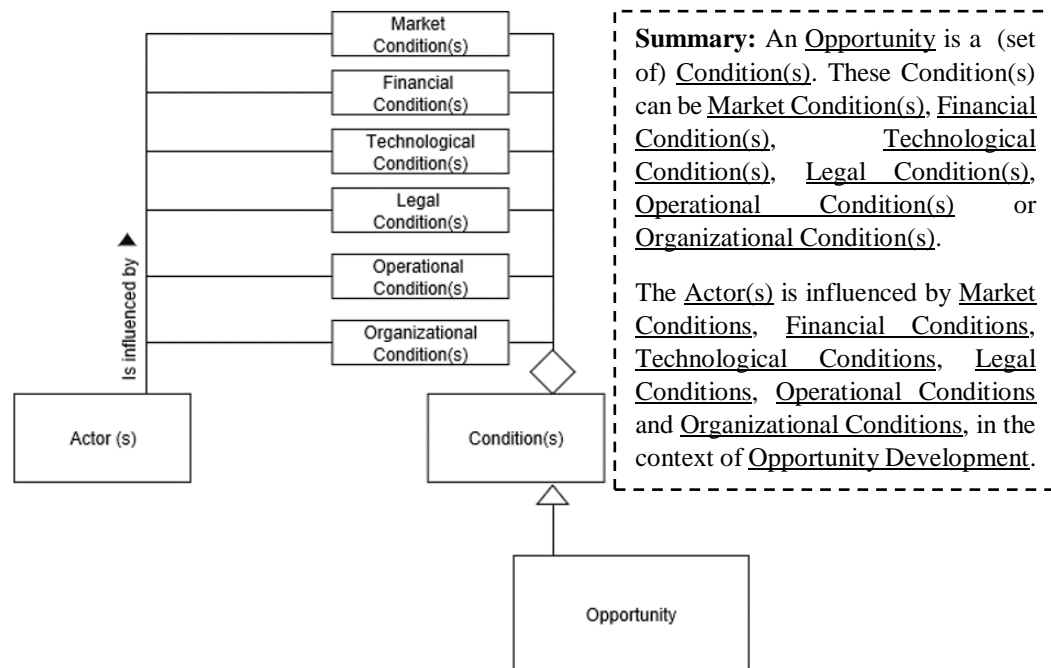 Market
Condition(s)
Financial
Condition(s)
Technological
Condition(s)
Legal
Condition(s)
Operational
Condition(s)
Organizational
Condition(s)
Is influenced by
Actor (s)
Condition(s)
Opportunity
Summary: An Opportunity is a (set
of) Condition(s). These Condition(s)
can be Market Condition(s), Financial
Condition(s), Technological
Condition(s), Legal Condition(s),
Operational Condition(s) or
Organizational Condition(s).
The Actor(s) is influenced by Market
Conditions, Financial Conditions,
Technological Conditions, Legal
Conditions, Operational Conditions
and Organizational Conditions, in the
context of Opportunity Development.